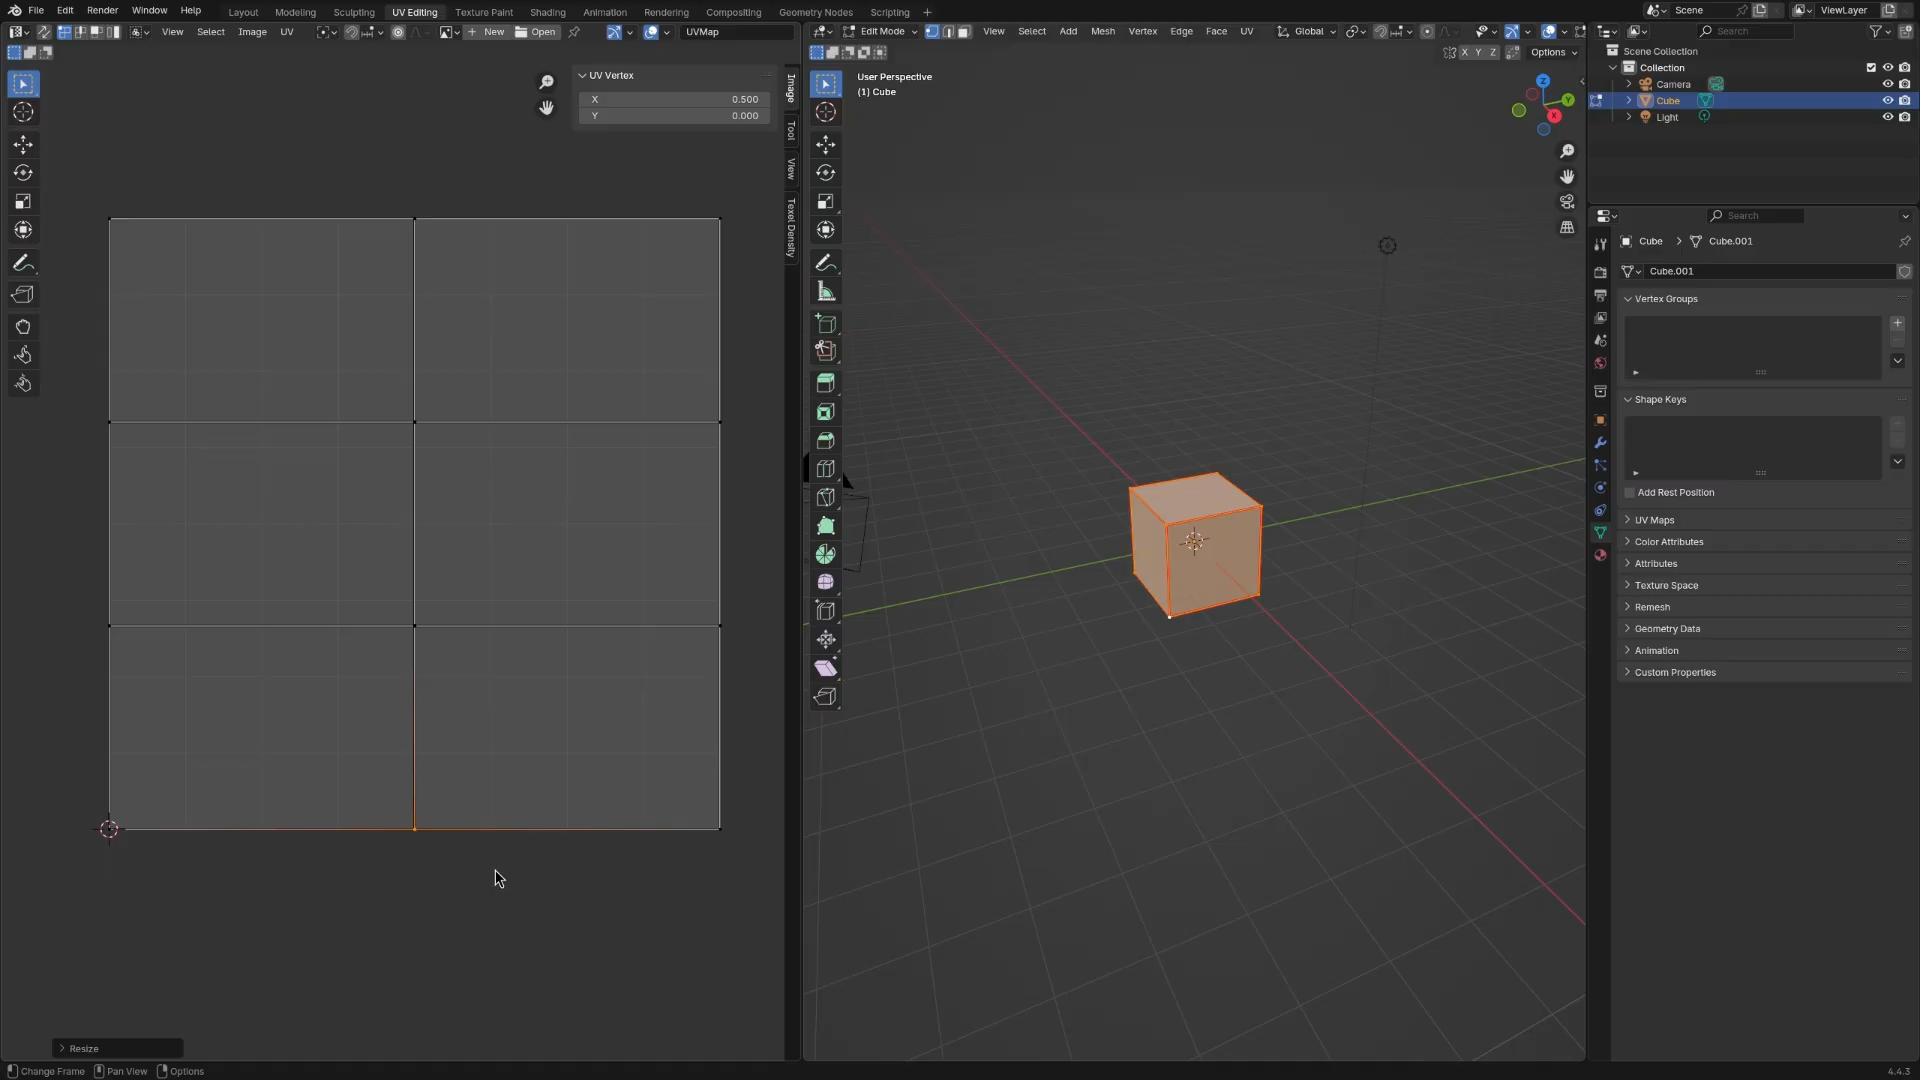 File Edit Render Window Help
Layout Modeling Sculpting UV Editing Texture Paint Shading Animation Rendering Compositing Geometry Nodes Scripting +
Scene
ViewLayer
View Select Image UV
New Open
UVMap
Edit Mode
View Select Add Mesh Vertex Edge Face UV
Global
X Y Z
Options
UV Vertex
X 0.500
Y 0.000
Image
Tool
View
Texel Density
Resize
User Perspective
(1) Cube
Z
Y
X
Search
Scene Collection
Collection
Camera
Cube
Light
Search
Cube > Cube.001
Cube.001
Vertex Groups
Shape Keys
Add Rest Position
UV Maps
Color Attributes
Attributes
Texture Space
Remesh
Geometry Data
Animation
Custom Properties
Change Frame Pan View Options
4.4.3